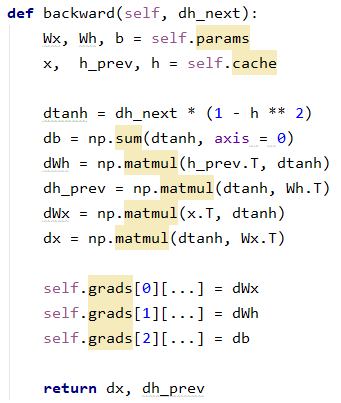 def backward(self, dh_next):
    Wx, Wh, b = self.params
    x,  h_prev, h = self.cache

    dtanh = dh_next * (1 - h ** 2)
    db = np.sum(dtanh, axis = 0)
    dWh = np.matmul(h_prev.T, dtanh)
    dh_prev = np.matmul(dtanh, Wh.T)
    dWx = np.matmul(x.T, dtanh)
    dx = np.matmul(dtanh, Wx.T)

    self.grads[0][...] = dWx
    self.grads[1][...] = dWh
    self.grads[2][...] = db

    return dx, dh_prev